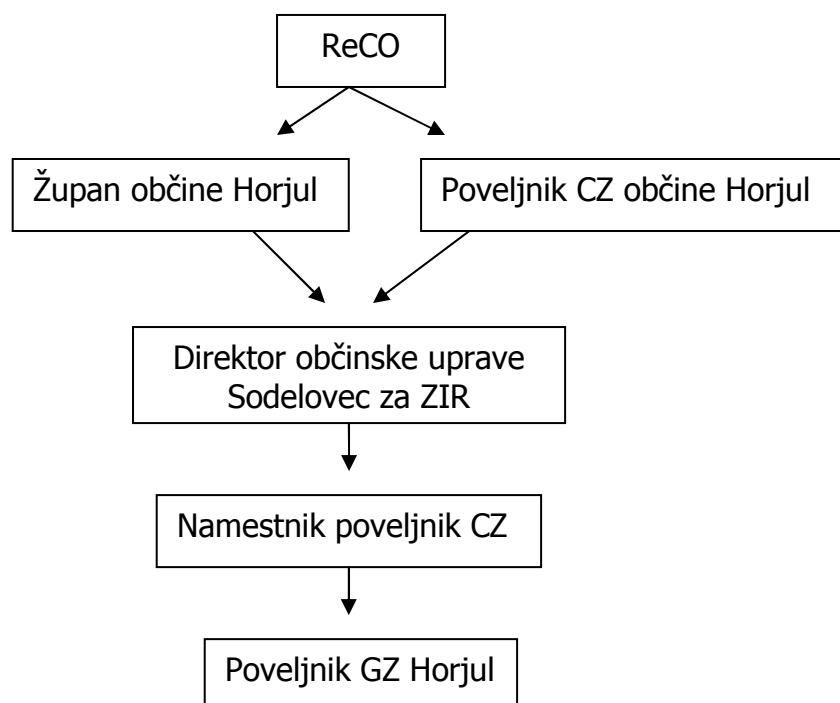 ReCO
Župan občine Horjul
Poveljnik CZ občine Horjul
Direktor občinske uprave
Sodelovec za ZIR
Namestnik poveljnik CZ
Poveljnik GZ Horjul